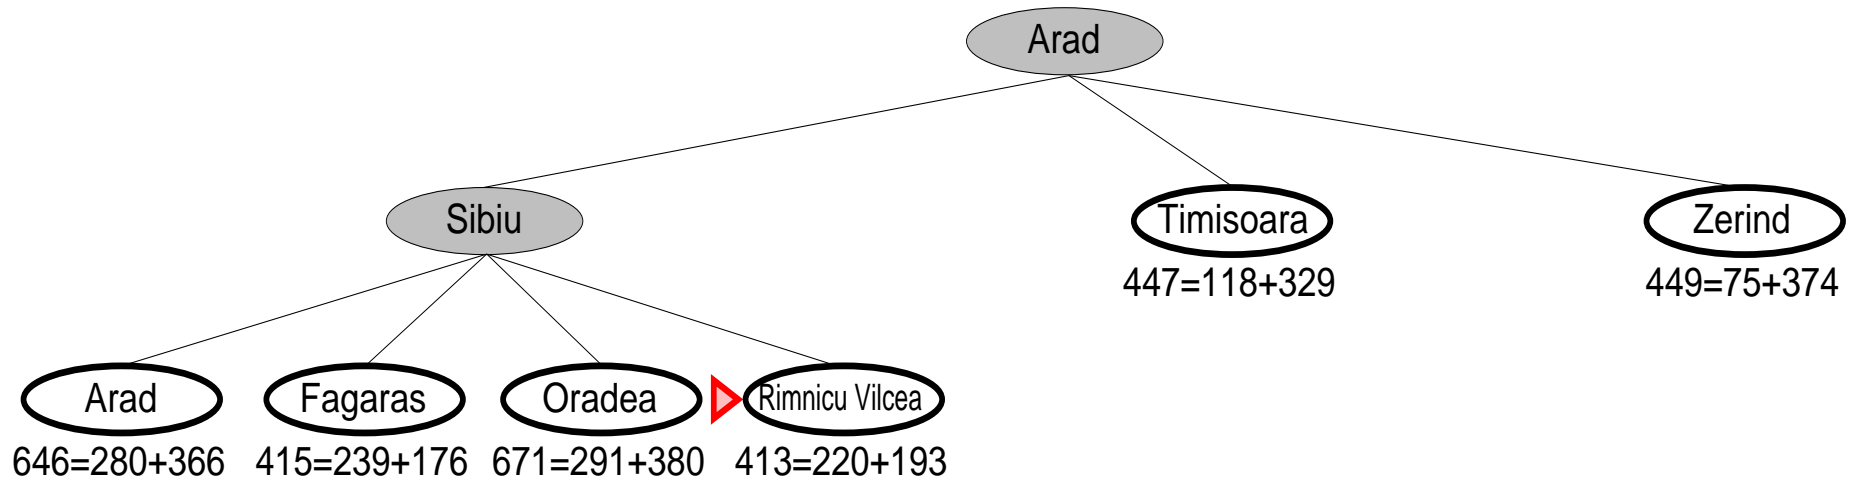 Arad
Sibiu
Timisoara
Zerind
447=118+329
449=75+374
Arad
Fagaras
Oradea
Rimnicu Vilcea
646=280+366
415=239+176
671=291+380
413=220+193